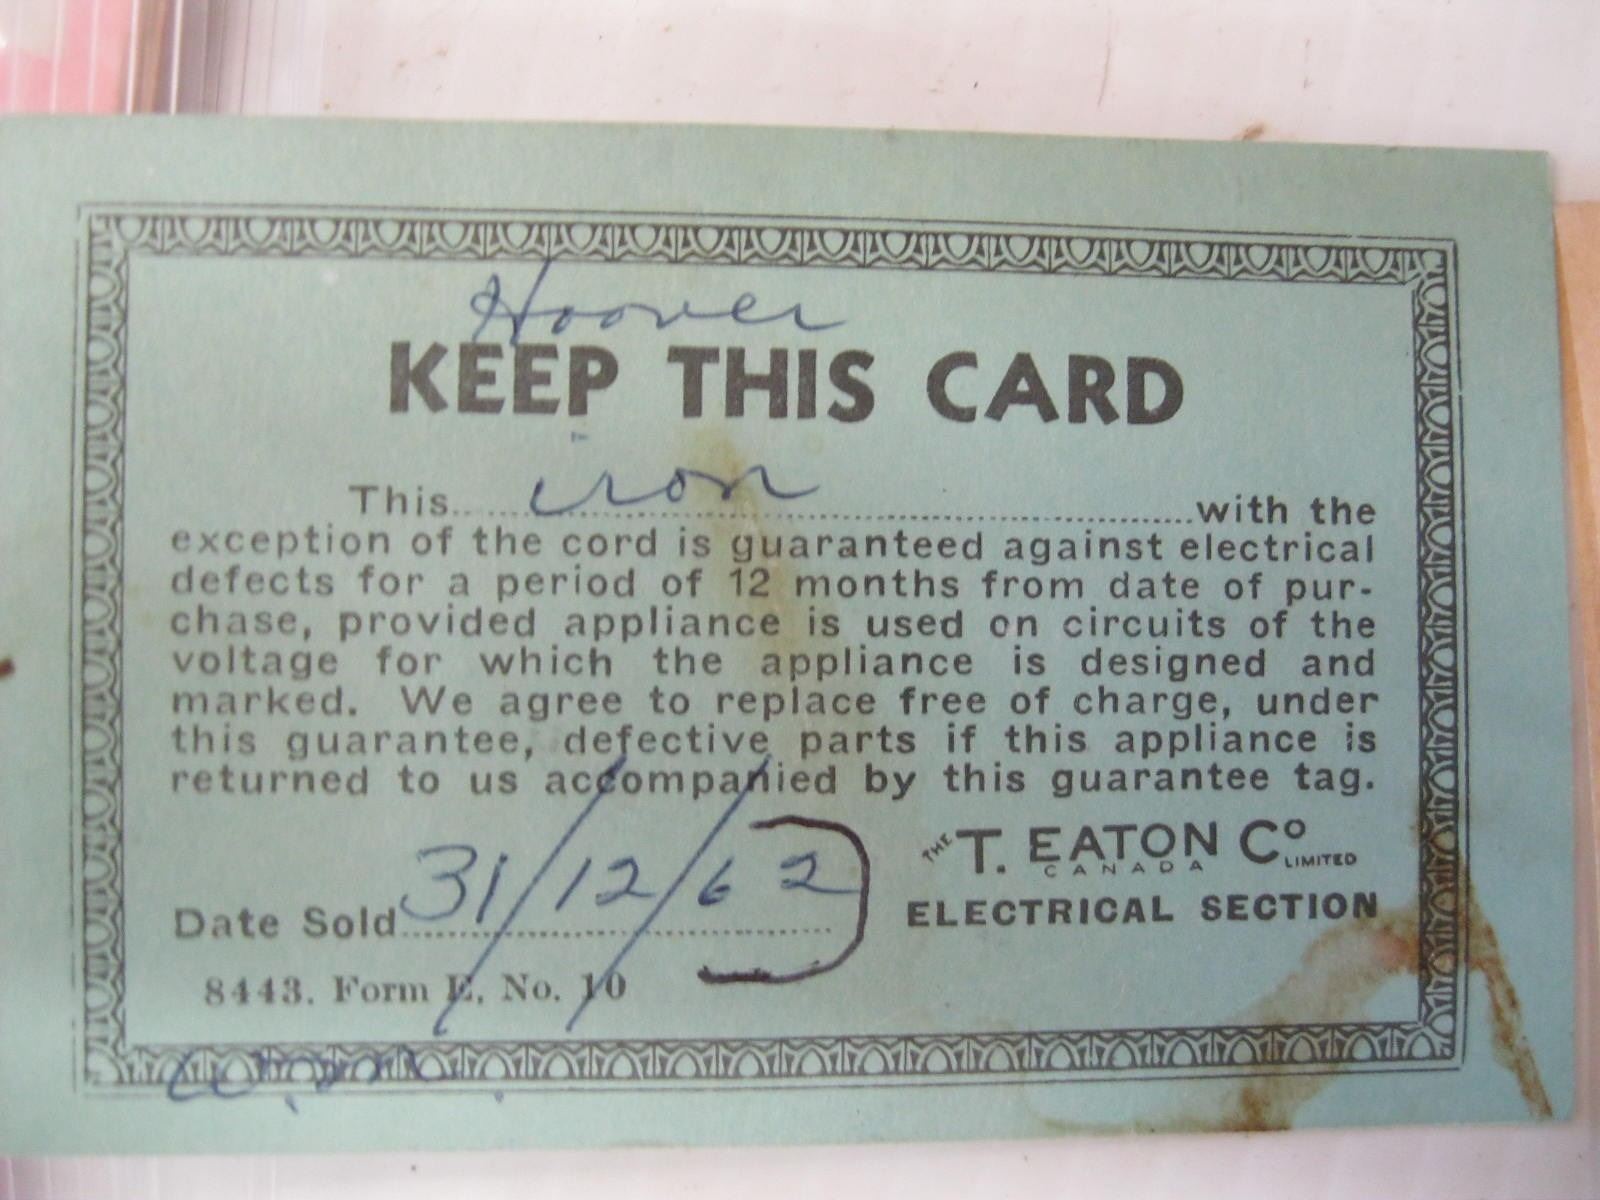 Hoover
KEEP THIS CARD
This iron with the
exception of the cord is guaranteed against electrical
defects for a period of 12 months from date of pur-
chase, provided appliance is used on circuits of the
voltage for which the appliance is designed and
marked. We agree to replace free of charge, under
this guarantee, defective parts if this appliance is
returned to us accompanied by this guarantee tag.
THE T. EATON Co LIMITED
CANADA
ELECTRICAL SECTION
Date Sold 31/12/62
8443. Form E. No. 10